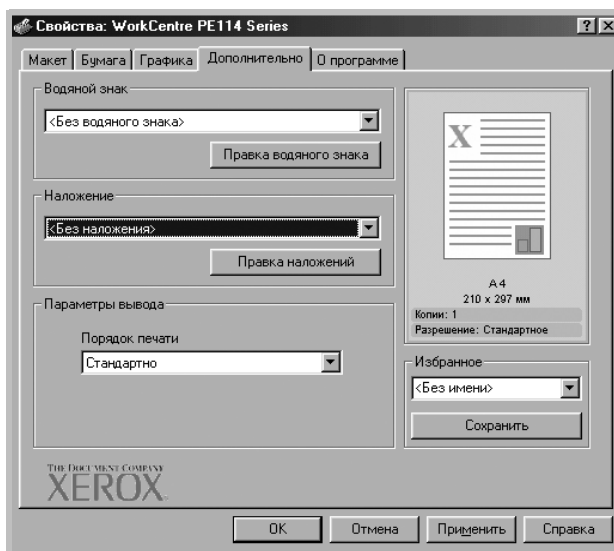 Свойства: WorkCentre PE114 Series
Макет Бумага Графика Дополнительно О программе
Водяной знак
<Без водяного знака>
Правка водяного знака
Наложение
<Без наложения>
Правка наложений
Параметры вывода
Порядок печати
Стандартно
X
A4
210 x 297 мм
Копии: 1
Разрешение: Стандартное
Избранное
<Без имени>
Сохранить
THE DOCUMENT COMPANY
XEROX
OK Отмена Применить Справка